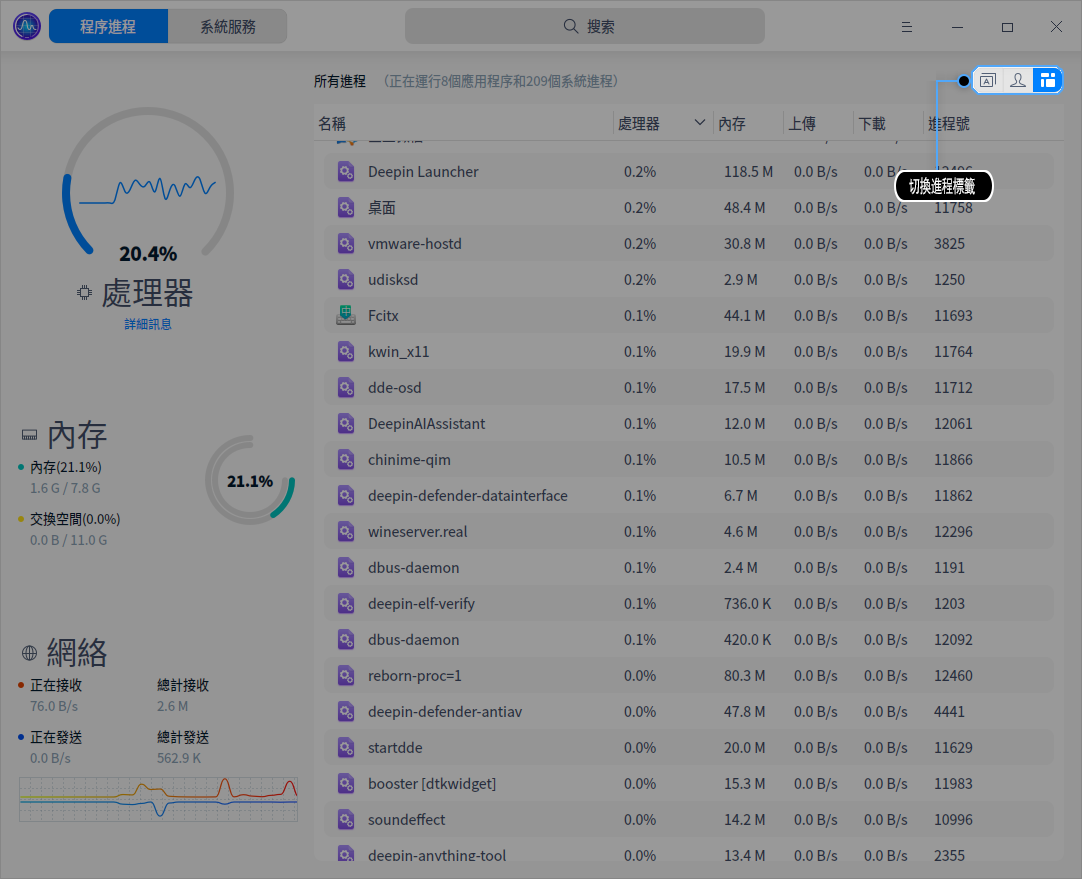 程序進程 系統服務 搜索
所有進程 (正在運行8個應用程序和209個系統進程)
名稱 處理器 內存 上傳 下載 進程號
Deepin Launcher 0.2% 118.5 M 0.0 B/s 0.0 B/s
切換進程標籤
桌面 0.2% 48.4 M 0.0 B/s 0.0 B/s 11758
vmware-hostd 0.2% 30.8 M 0.0 B/s 0.0 B/s 3825
udisksd 0.2% 2.9 M 0.0 B/s 0.0 B/s 1250
Fcitx 0.1% 44.1 M 0.0 B/s 0.0 B/s 11693
kwin_x11 0.1% 19.9 M 0.0 B/s 0.0 B/s 11764
dde-osd 0.1% 17.5 M 0.0 B/s 0.0 B/s 11712
DeepinAIAssistant 0.1% 12.0 M 0.0 B/s 0.0 B/s 12061
chinime-qim 0.1% 10.5 M 0.0 B/s 0.0 B/s 11866
deepin-defender-datainterface 0.1% 6.7 M 0.0 B/s 0.0 B/s 11862
wineserver.real 0.1% 4.6 M 0.0 B/s 0.0 B/s 12296
dbus-daemon 0.1% 2.4 M 0.0 B/s 0.0 B/s 1191
deepin-elf-verify 0.1% 736.0 K 0.0 B/s 0.0 B/s 1203
dbus-daemon 0.1% 420.0 K 0.0 B/s 0.0 B/s 12092
reborn-proc=1 0.0% 80.3 M 0.0 B/s 0.0 B/s 12460
deepin-defender-antiav 0.0% 47.8 M 0.0 B/s 0.0 B/s 4441
startdde 0.0% 20.0 M 0.0 B/s 0.0 B/s 11629
booster [dtkwidget] 0.0% 15.3 M 0.0 B/s 0.0 B/s 11983
soundeffect 0.0% 14.2 M 0.0 B/s 0.0 B/s 10996
deepin-anything-tool 0.0% 13.4 M 0.0 B/s 0.0 B/s 2355
20.4%
處理器
詳細訊息
內存
內存(21.1%)
1.6 G / 7.8 G
21.1%
交換空間(0.0%)
0.0 B / 11.0 G
網絡
正在接收 總計接收
76.0 B/s 2.6 M
正在發送 總計發送
0.0 B/s 562.9 K